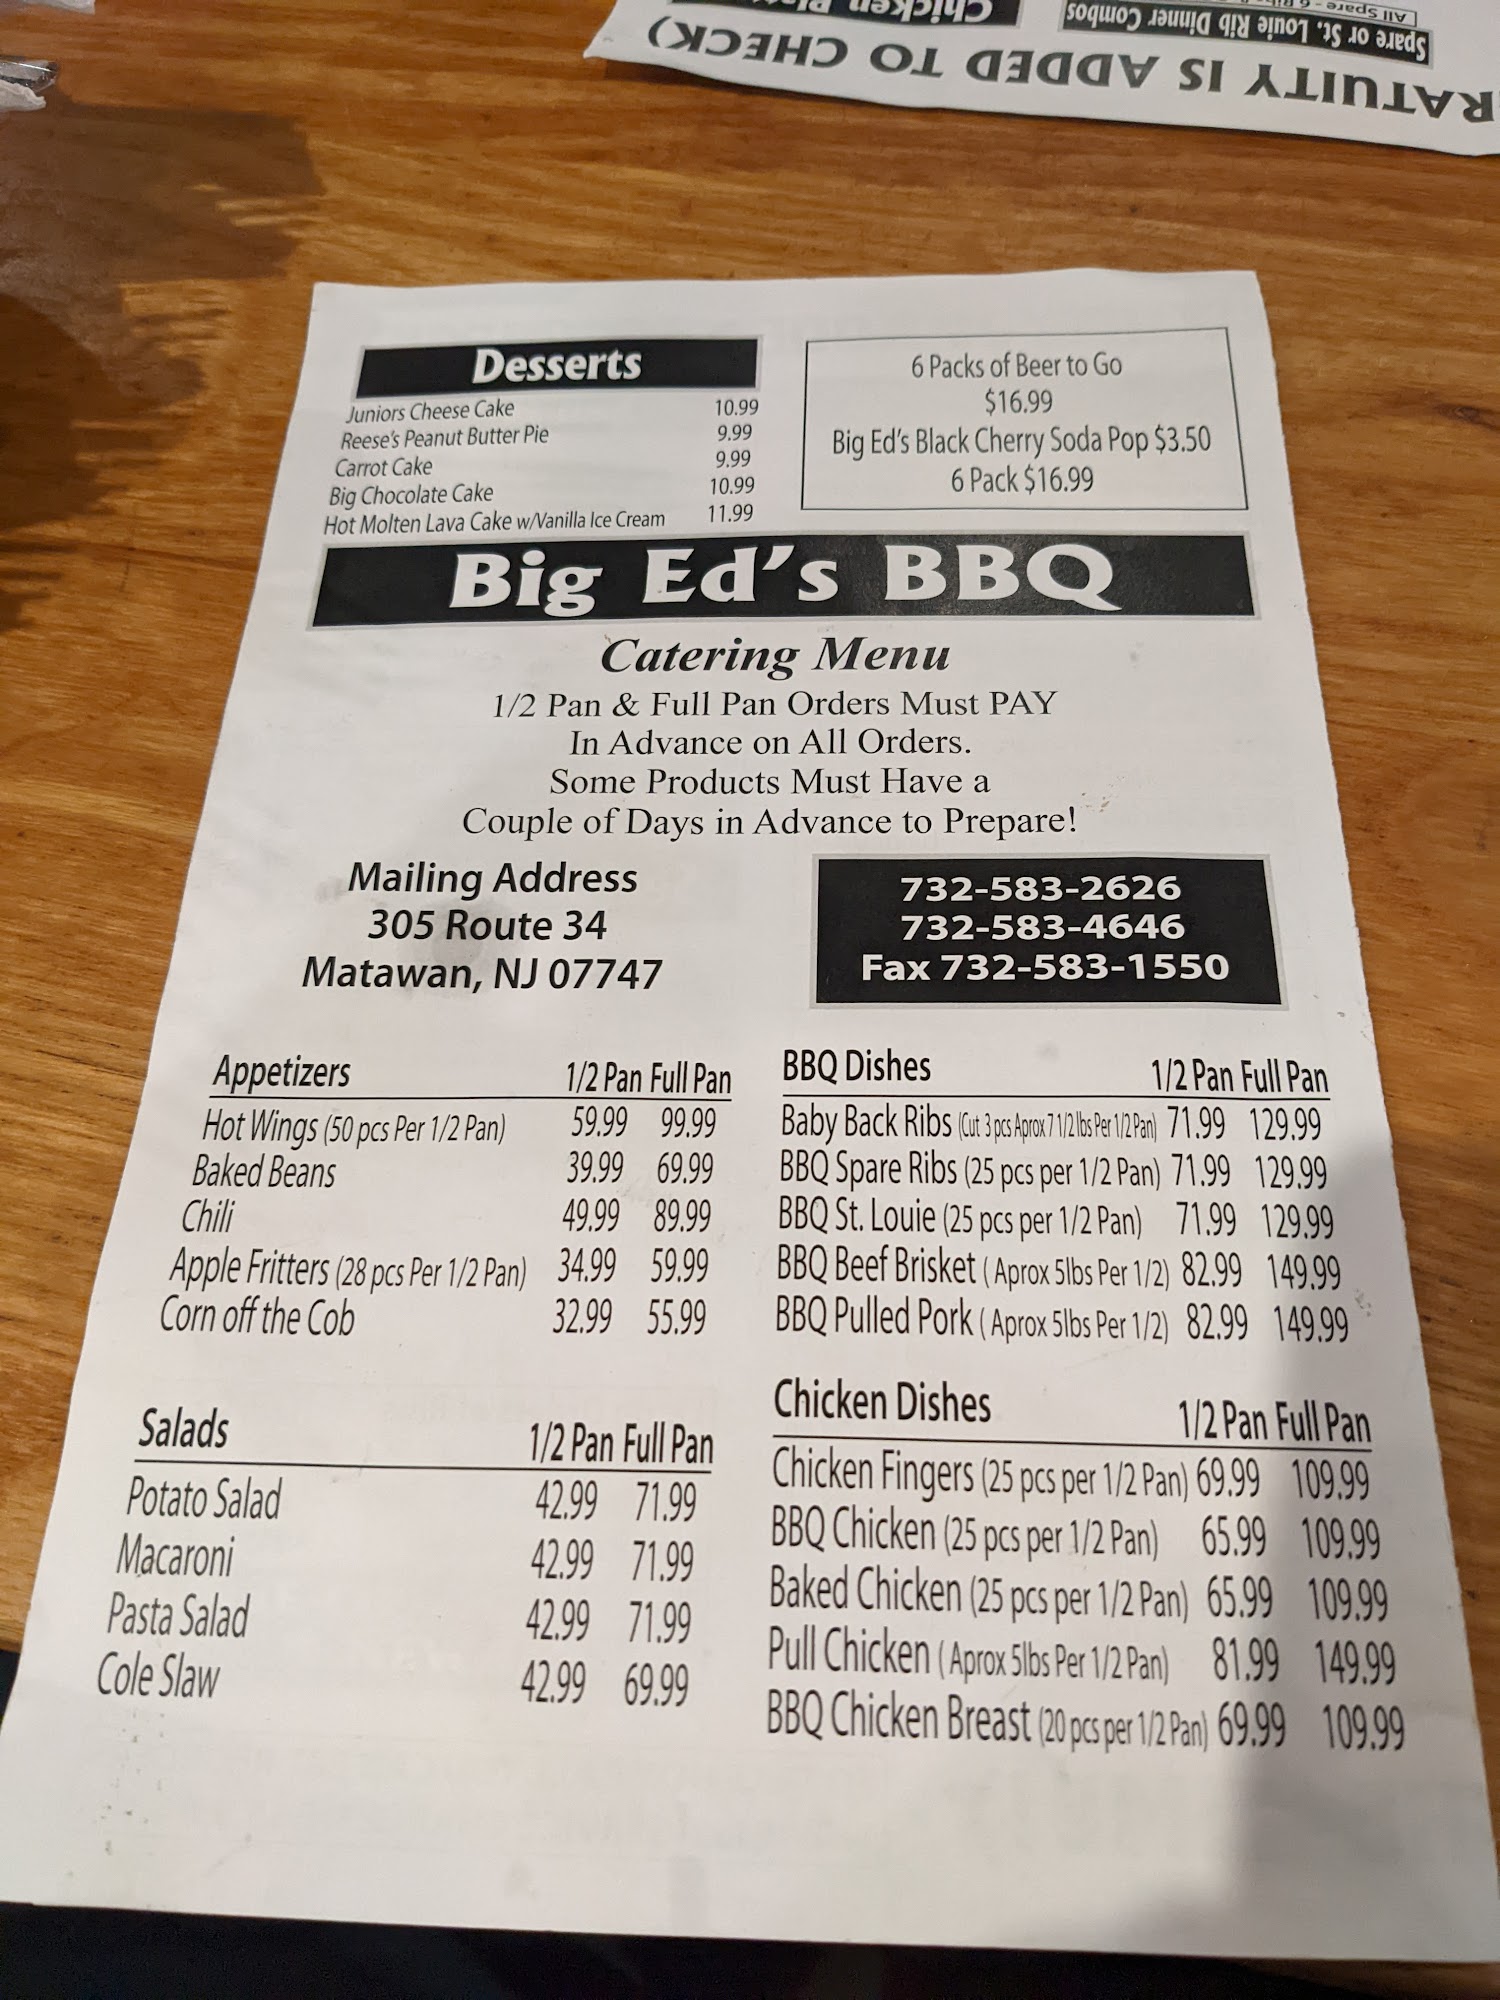 RATUITY IS ADDED TO CHECK)
Spare or St. Louie Rib Dinner Combos
Chicken
All Spare - 6
Desserts
Juniors Cheese Cake 10.99
Reese's Peanut Butter Pie 9.99
Carrot Cake 9.99
Big Chocolate Cake 10.99
Hot Molten Lava Cake w/Vanilla Ice Cream 11.99
6 Packs of Beer to Go
$16.99
Big Ed's Black Cherry Soda Pop $3.50
6 Pack $16.99
Big Ed's BBQ
Catering Menu
1/2 Pan & Full Pan Orders Must PAY
In Advance on All Orders.
Some Products Must Have a
Couple of Days in Advance to Prepare!
Mailing Address
305 Route 34
Matawan, NJ 07747
732-583-2626
732-583-4646
Fax 732-583-1550
Appetizers 1/2 Pan Full Pan
Hot Wings (50 pcs Per 1/2 Pan) 59.99 99.99
Baked Beans 39.99 69.99
Chili 49.99 89.99
Apple Fritters (28 pcs Per 1/2 Pan) 34.99 59.99
Corn off the Cob 32.99 55.99
Salads 1/2 Pan Full Pan
Potato Salad 42.99 71.99
Macaroni 42.99 71.99
Pasta Salad 42.99 71.99
Cole Slaw 42.99 69.99
BBQ Dishes 1/2 Pan Full Pan
Baby Back Ribs (Cut 3 pcs Aprox 7 1/2 lbs Per 1/2 Pan) 71.99 129.99
BBQ Spare Ribs (25 pcs per 1/2 Pan) 71.99 129.99
BBQ St. Louie (25 pcs per 1/2 Pan) 71.99 129.99
BBQ Beef Brisket ( Aprox 5lbs Per 1/2) 82.99 149.99
BBQ Pulled Pork ( Aprox 5lbs Per 1/2) 82.99 149.99
Chicken Dishes 1/2 Pan Full Pan
Chicken Fingers (25 pcs per 1/2 Pan) 69.99 109.99
BBQ Chicken (25 pcs per 1/2 Pan) 65.99 109.99
Baked Chicken (25 pcs per 1/2 Pan) 65.99 109.99
Pull Chicken ( Aprox 5lbs Per 1/2 Pan) 81.99 149.99
BBQ Chicken Breast (20 pcs per 1/2 Pan) 69.99 109.99